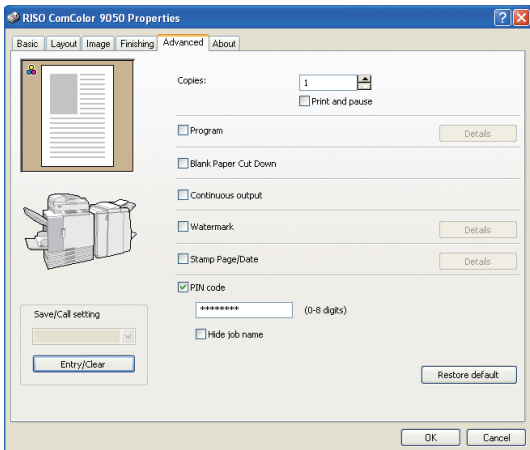 RISO ComColor 9050 Properties
Basic Layout Image Finishing Advanced About
Copies: 1
Print and pause
Program Details
Blank Paper Cut Down
Continuous output
Watermark Details
Stamp Page/Date Details
PIN code
******** (0-8 digits)
Hide job name
Save/Call setting
Entry/Clear
Restore default
OK Cancel